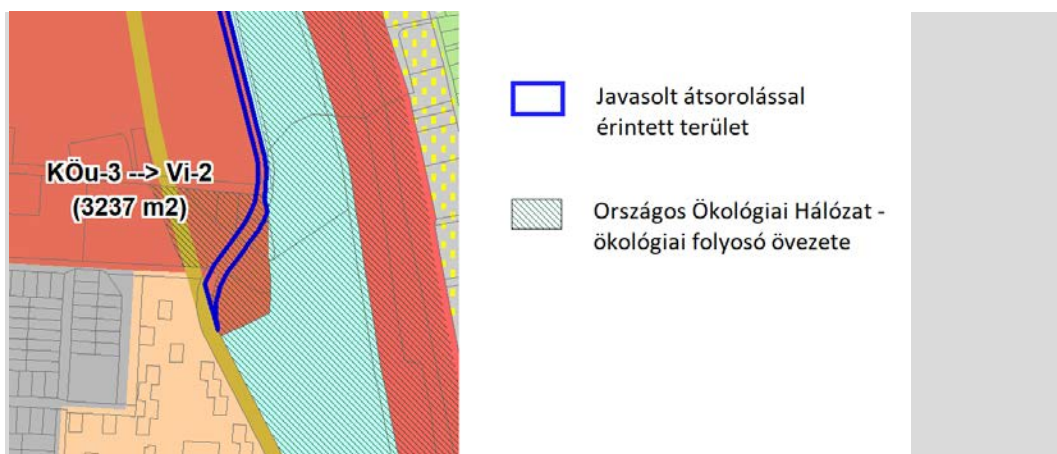 KÖu-3 --> Vi-2
(3237 m2)
Javasolt átsorolással
érintett terület
Országos Ökológiai Hálózat -
ökológiai folyosó övezete